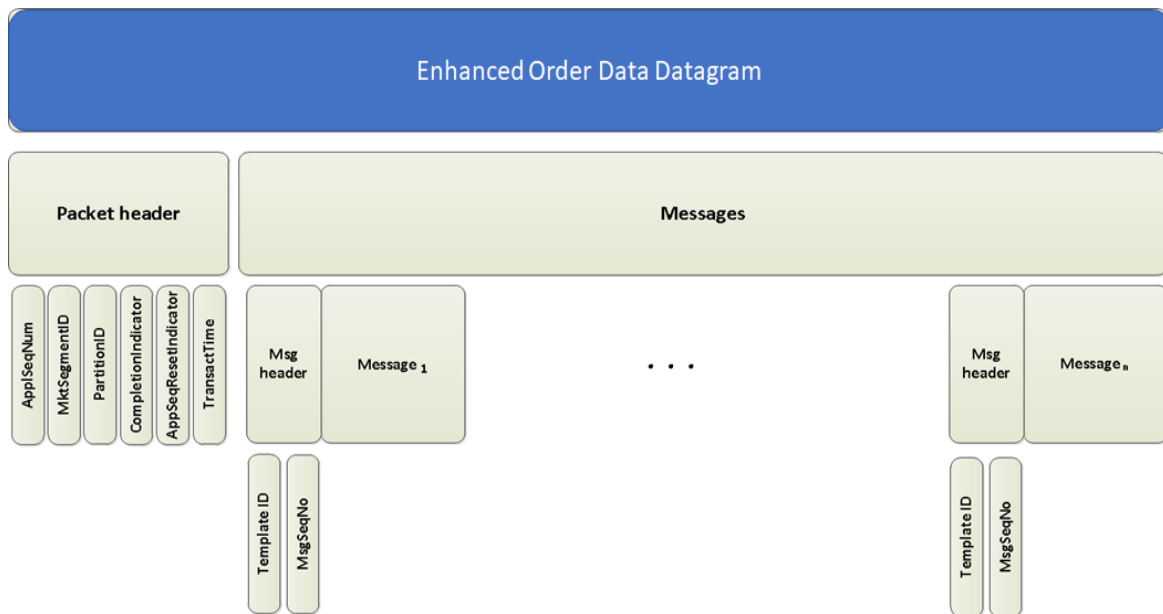 Enhanced Order Data Datagram
Packet header
Messages
ApplSeqNum
MktSegmentID
PartitionID
CompletionIndicator
AppSeqResetIndicator
TransactTime
Msg
header
Message 1
. . .
Msg
header
Message n
Template ID
MsgSeqNo
Template ID
MsgSeqNo